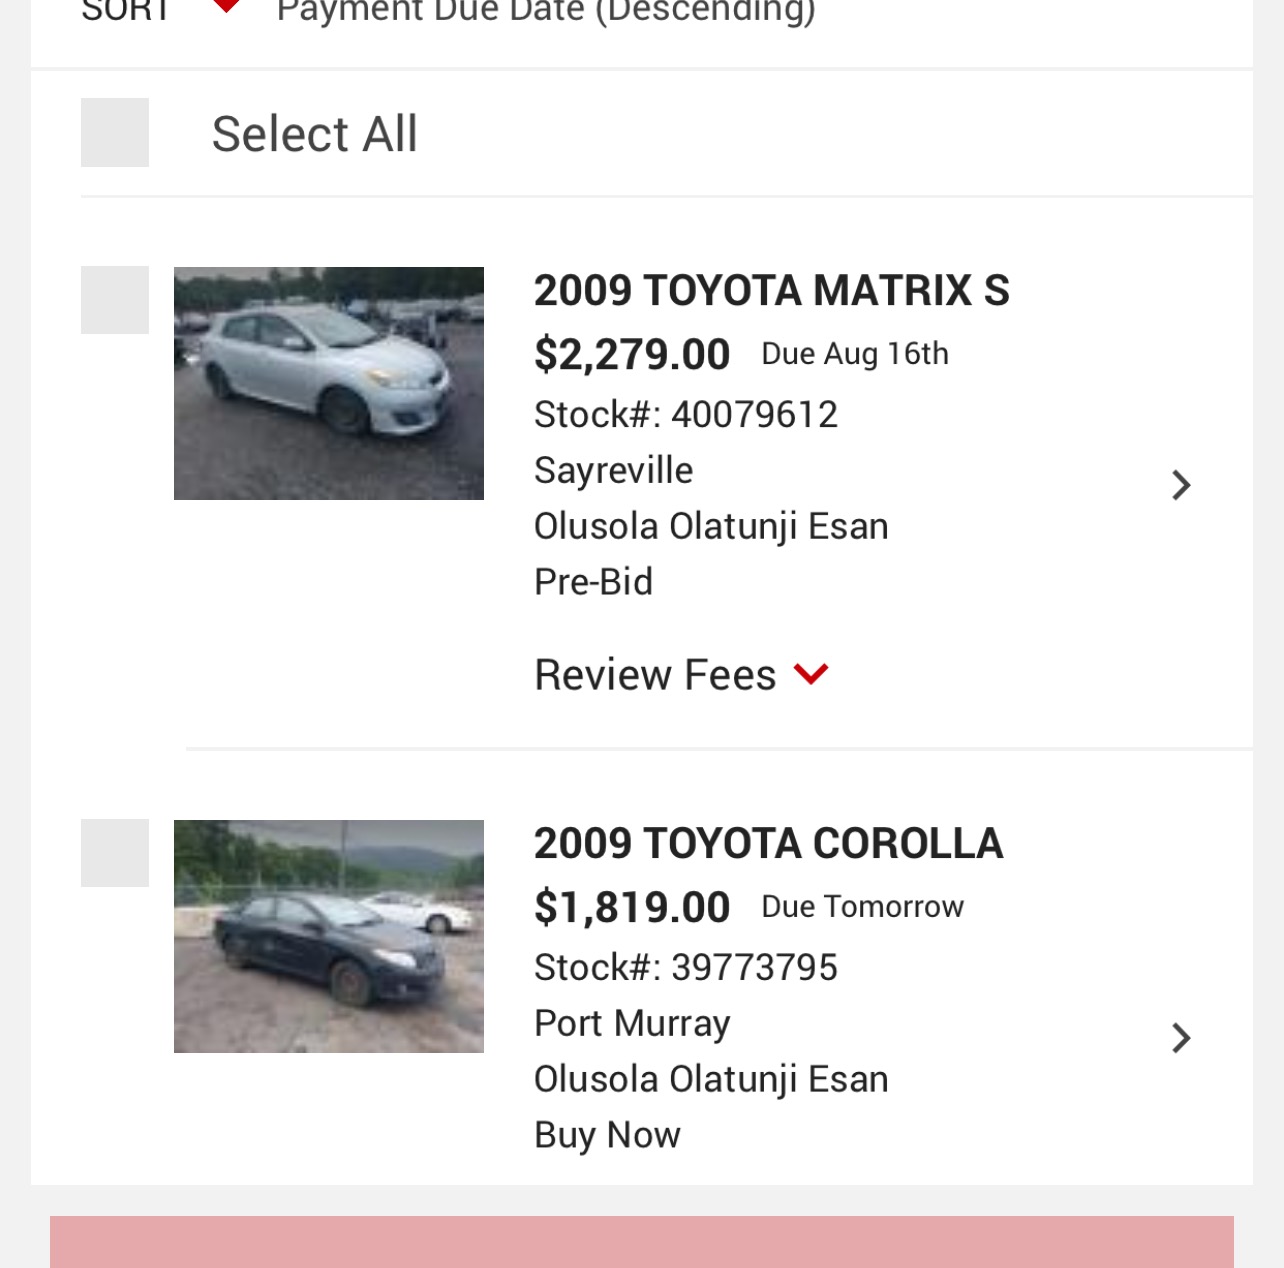 SORT Payment Due Date (Descending)
Select All
2009 TOYOTA MATRIX S
$2,279.00 Due Aug 16th
Stock#: 40079612
Sayreville
Olusola Olatunji Esan
Pre-Bid
Review Fees
2009 TOYOTA COROLLA
$1,819.00 Due Tomorrow
Stock#: 39773795
Port Murray
Olusola Olatunji Esan
Buy Now